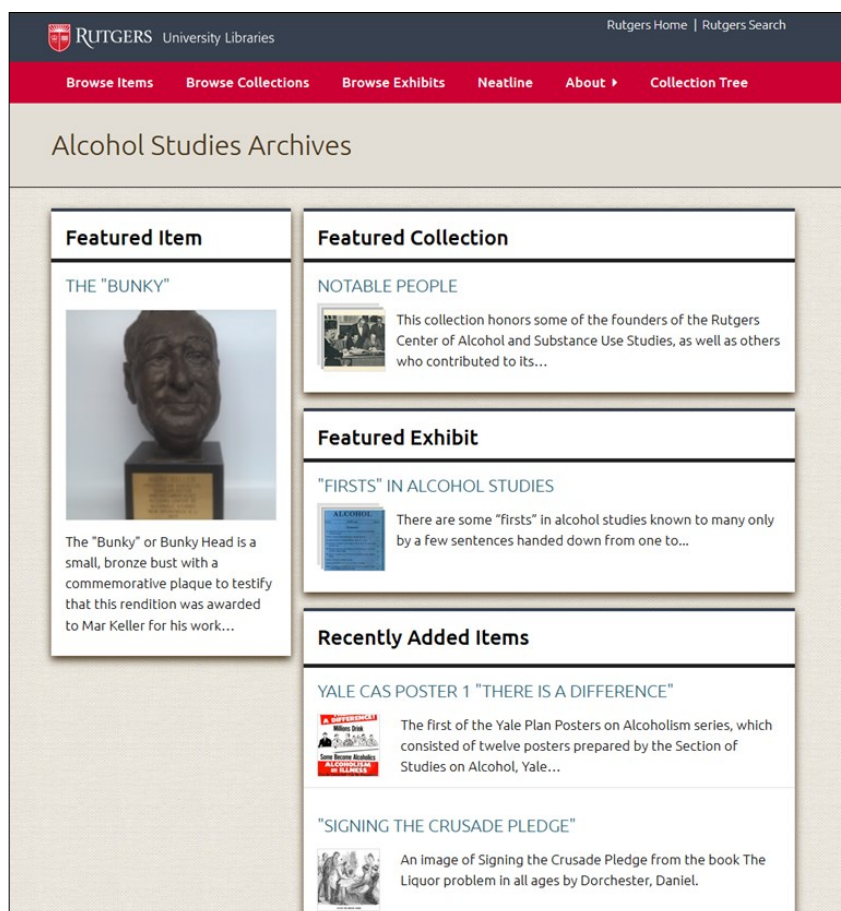 RUTGERS University Libraries
Rutgers Home | Rutgers Search
Browse Items Browse Collections Browse Exhibits Neatline About Collection Tree
Alcohol Studies Archives
Featured Item
THE "BUNKY"
The "Bunky" or Bunky Head is a
small, bronze bust with a
commemorative plaque to testify
that this rendition was awarded
to Mar Keller for his work...
Featured Collection
NOTABLE PEOPLE
This collection honors some of the founders of the Rutgers
Center of Alcohol and Substance Use Studies, as well as others
who contributed to its...
Featured Exhibit
"FIRSTS" IN ALCOHOL STUDIES
ALCOHOL
There are some “firsts” in alcohol studies known to many only
by a few sentences handed down from one to...
Recently Added Items
YALE CAS POSTER 1 "THERE IS A DIFFERENCE"
A DIFFERENCE!
Millions Drink
Some Become Alcoholics
ALCOHOLISM
ILLNESS
The first of the Yale Plan Posters on Alcoholism series, which
consisted of twelve posters prepared by the Section of
Studies on Alcohol, Yale...
"SIGNING THE CRUSADE PLEDGE"
An image of Signing the Crusade Pledge from the book The
Liquor problem in all ages by Dorchester, Daniel.